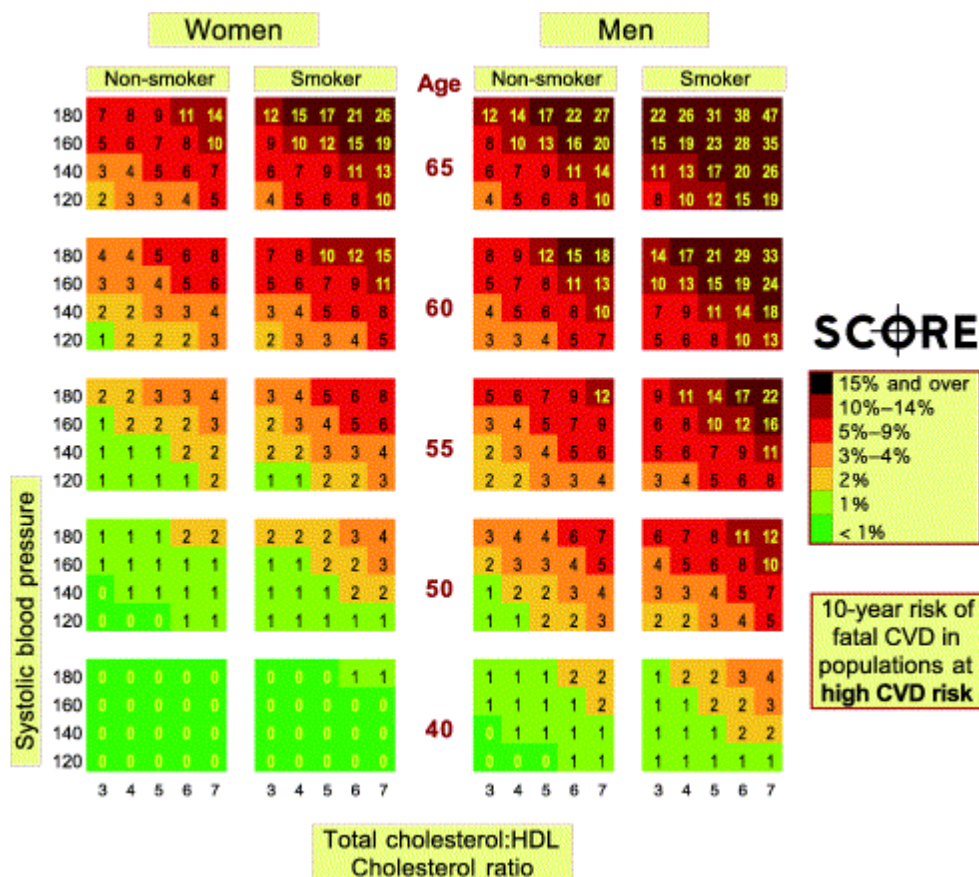 Women Men
Non-smoker Smoker Age Non-smoker Smoker
180 7 8 9 11 14 12 15 17 21 26 12 14 17 22 27 22 26 31 38 47
160 5 6 7 8 10 9 10 12 15 19 8 10 13 16 20 15 19 23 28 35
65
140 3 4 5 6 7 6 7 9 11 13 6 7 9 11 14 11 13 17 20 26
120 2 3 3 4 5 4 5 6 8 10 4 5 6 8 10 8 10 12 15 19
180 4 4 5 6 8 7 8 10 12 15 8 9 12 15 18 14 17 21 29 33
160 3 3 4 5 6 5 6 7 9 11 5 7 8 11 13 10 13 15 19 24
60
140 2 2 3 3 4 3 4 5 6 8 4 5 6 8 10 7 9 11 14 18
120 1 2 2 2 3 2 3 3 4 5 3 3 4 5 7 5 6 8 10 13
180 2 2 3 3 4 3 4 5 6 8 5 6 7 9 12 9 11 14 17 22
160 1 2 2 2 3 2 3 4 5 6 3 4 5 7 9 6 8 10 12 16
55
140 1 1 1 2 2 2 2 3 3 4 3 3 4 5 6 4 5 7 9 11
120 1 1 1 1 2 1 1 2 2 3 2 2 3 3 4 3 4 5 6 8
180 1 1 1 2 2 2 2 2 3 4 3 4 4 6 7 6 7 8 11 12
160 1 1 1 1 1 1 1 2 2 3 2 3 3 4 5 4 5 6 8 10
50
140 0 1 1 1 1 1 1 1 2 2 1 2 2 3 4 3 3 4 5 7
120 0 0 0 1 1 1 1 1 1 1 1 1 2 2 3 2 2 3 4 5
180 0 0 0 0 0 0 0 0 1 1 1 1 1 2 2 1 2 2 3 4
160 0 0 0 0 0 0 0 0 0 0 1 1 1 1 2 1 1 2 2 3
40
140 0 0 0 0 0 0 0 0 0 0 0 1 1 1 1 1 1 1 2 2
120 0 0 0 0 0 0 0 0 0 0 0 0 0 1 1 1 1 1 1 1
3 4 5 6 7 3 4 5 6 7 3 4 5 6 7 3 4 5 6 7
Systolic blood pressure
Total cholesterol:HDL
Cholesterol ratio
SCORE
15% and over
10%–14%
5%–9%
3%–4%
2%
1%
< 1%
10-year risk of
fatal CVD in
populations at
high CVD risk